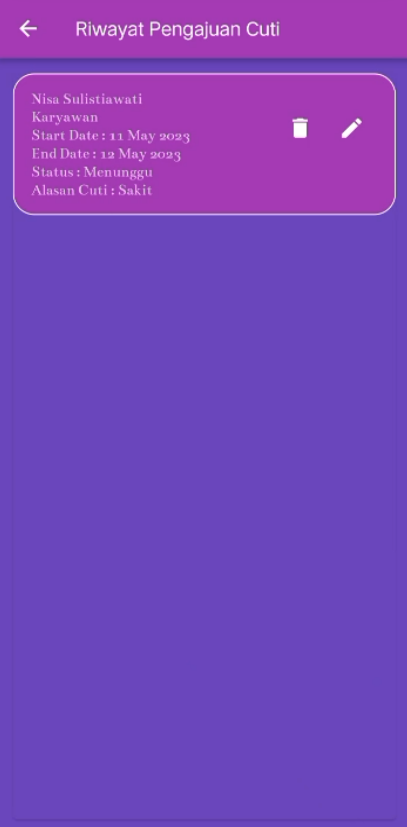 Riwayat Pengajuan Cuti
Nisa Sulistiawati
Karyawan
Start Date : 11 May 2023
End Date : 12 May 2023
Status : Menunggu
Alasan Cuti : Sakit